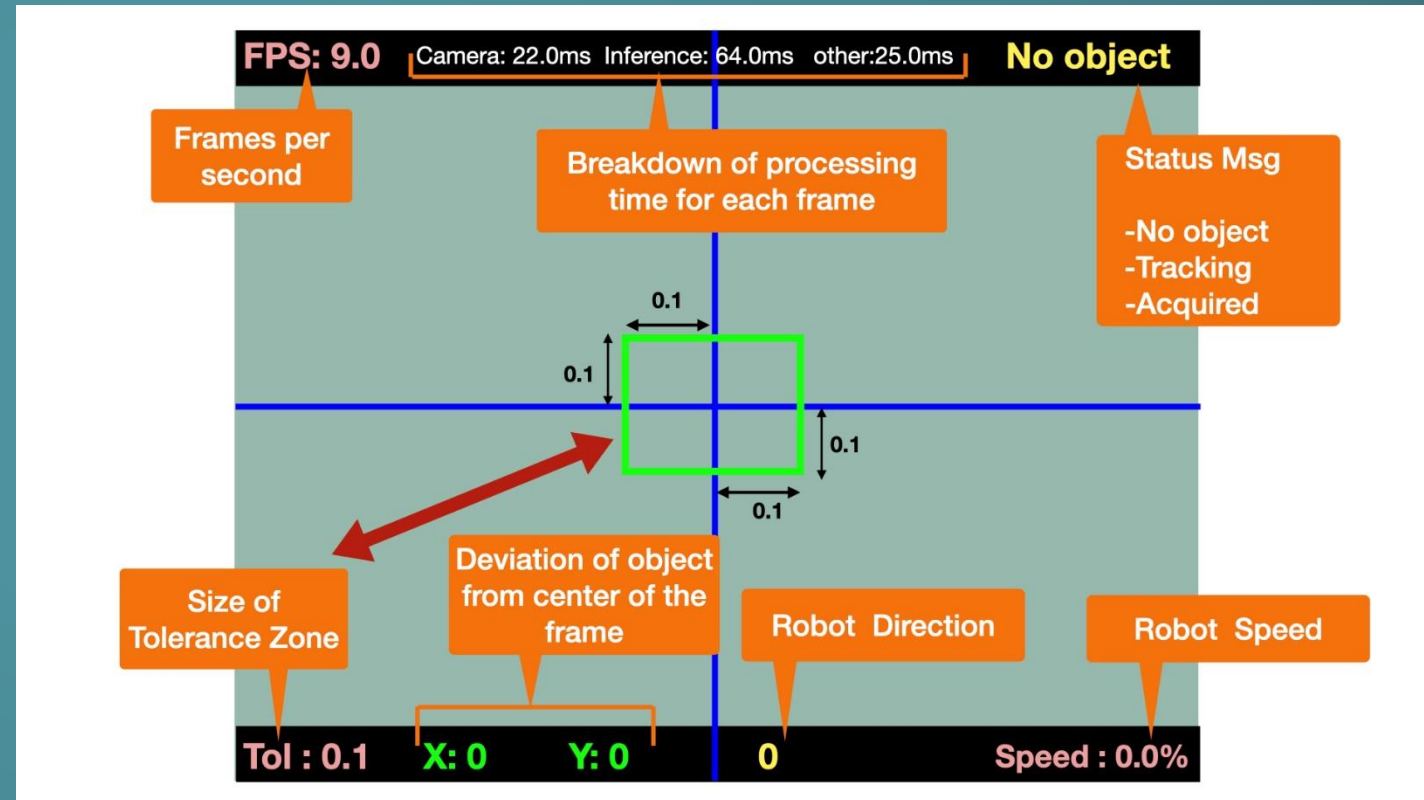 FPS: 9.0
Camera: 22.0ms Inference: 64.0ms other:25.0ms
No object
Frames per
second
Breakdown of processing
time for each frame
Status Msg
-No object
-Tracking
-Acquired
0.1
0.1
0.1
0.1
Size of
Tolerance Zone
Deviation of object
from center of the
frame
Robot Direction
Robot Speed
Tol : 0.1
X: 0
Y: 0
0
Speed : 0.0%